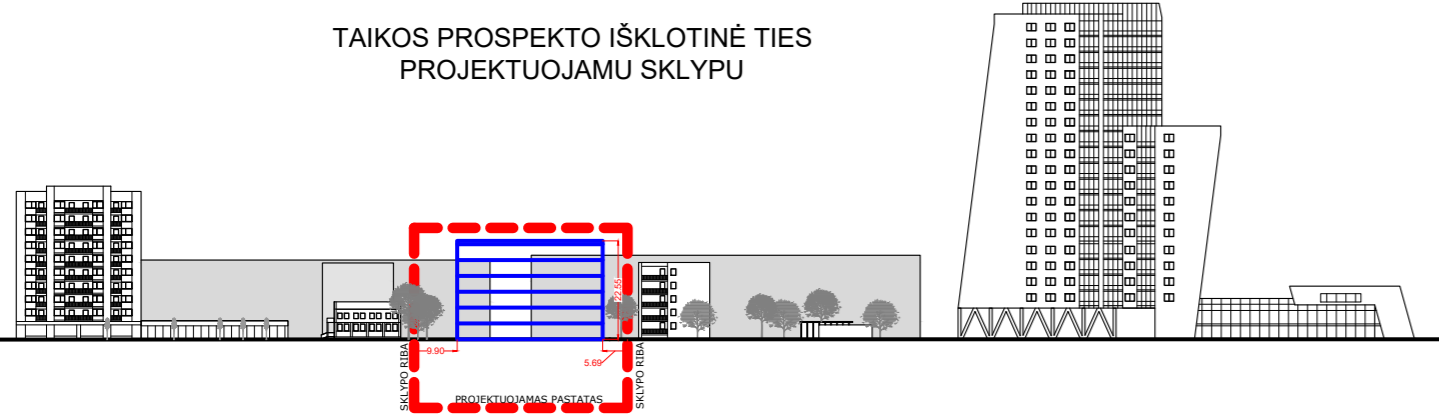 TAIKOS PROSPEKTO IŠKLOTINĖ TIES
PROJEKTUOJAMU SKLYPU
22.55
9.90
5.69
SKLYPO RIBA
SKLYPO RIBA
PROJEKTUOJAMAS PASTATAS